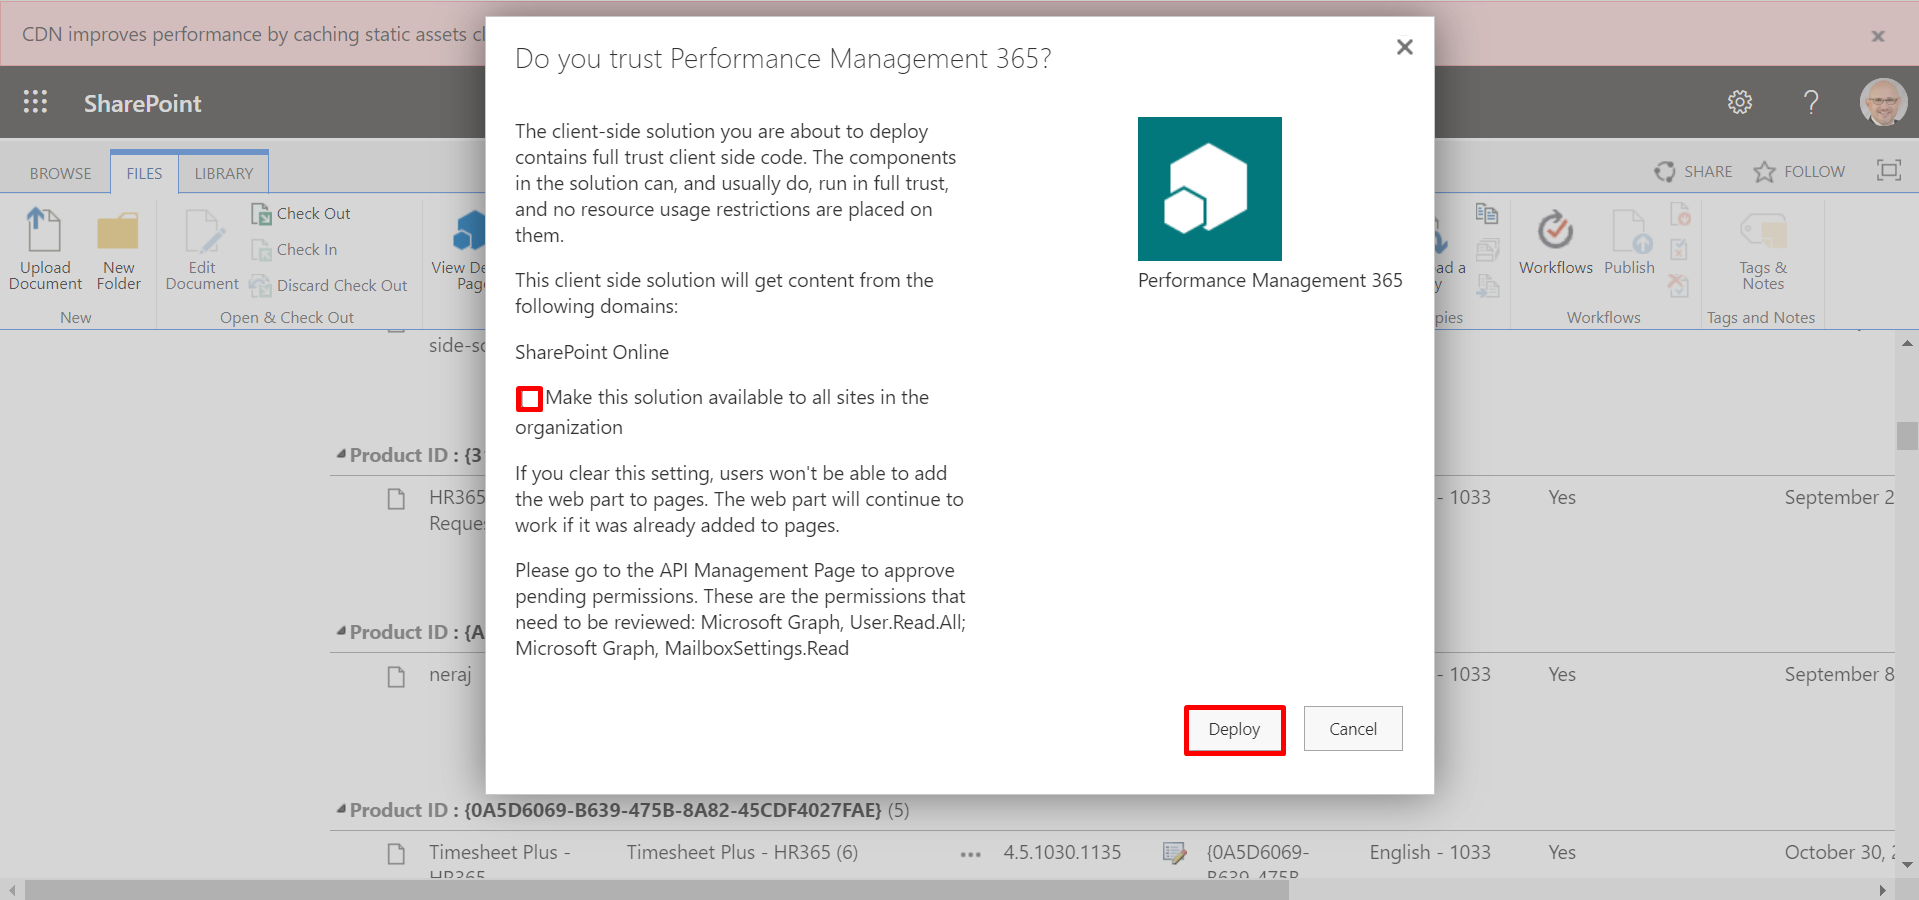 CDN improves performance by caching static assets cl
Do you trust Performance Management 365?
SharePoint
The client-side solution you are about to deploy
contains full trust client side code. The components
in the solution can, and usually do, run in full trust,
and no resource usage restrictions are placed on
them.
This client side solution will get content from the
following domains:
SharePoint Online
Make this solution available to all sites in the
organization
If you clear this setting, users won't be able to add
the web part to pages. The web part will continue to
work if it was already added to pages.
Please go to the API Management Page to approve
pending permissions. These are the permissions that
need to be reviewed: Microsoft Graph, User.Read.All;
Microsoft Graph, MailboxSettings.Read
Performance Management 365
Deploy Cancel
BROWSE FILES LIBRARY
SHARE FOLLOW
Upload
Document
New
Folder
New
Edit
Document
Check Out
Check In
Discard Check Out
Open & Check Out
View De
Pag
ad a
y
pies
Workflows Publish
Workflows
Tags &
Notes
Tags and Notes
side-so
Product ID : {3
HR365
Reque
- 1033 Yes September 2
Product ID : {A
neraj - 1033 Yes September 8
Product ID : {0A5D6069-B639-475B-8A82-45CDF4027FAE} (5)
Timesheet Plus - Timesheet Plus - HR365 (6) ... 4.5.1030.1135 {0A5D6069- English - 1033 Yes October 30, 2
HR365 B639-475B